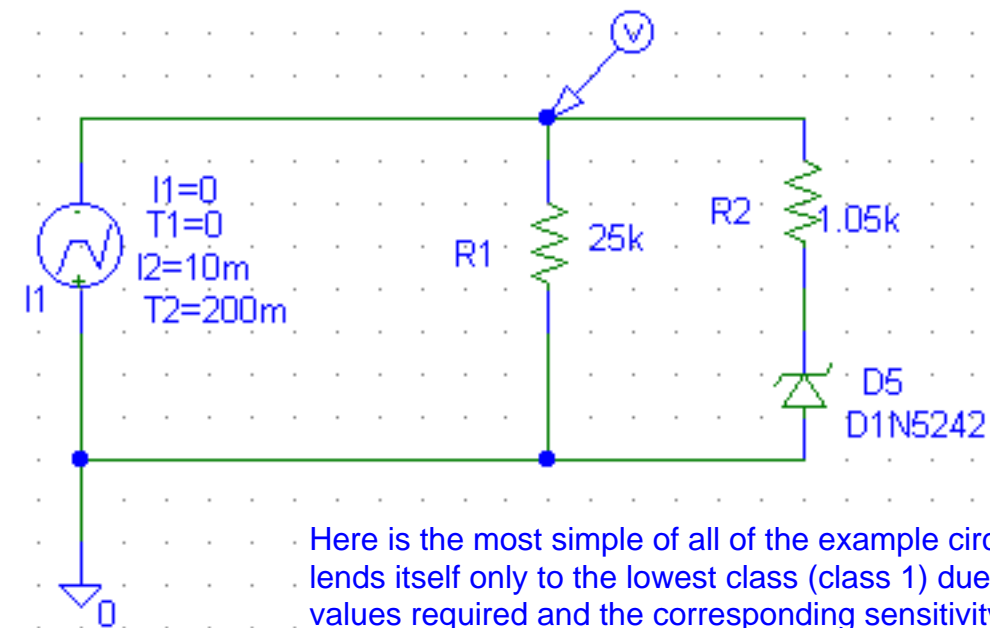 V
I1=0
T1=0
I2=10m
T2=200m
I1
R1
25k
R2
1.05k
D5
D1N5242
0
Here is the most simple of all of the example
lends itself only to the lowest class (class 1) due
values required and the corresponding sensitivity